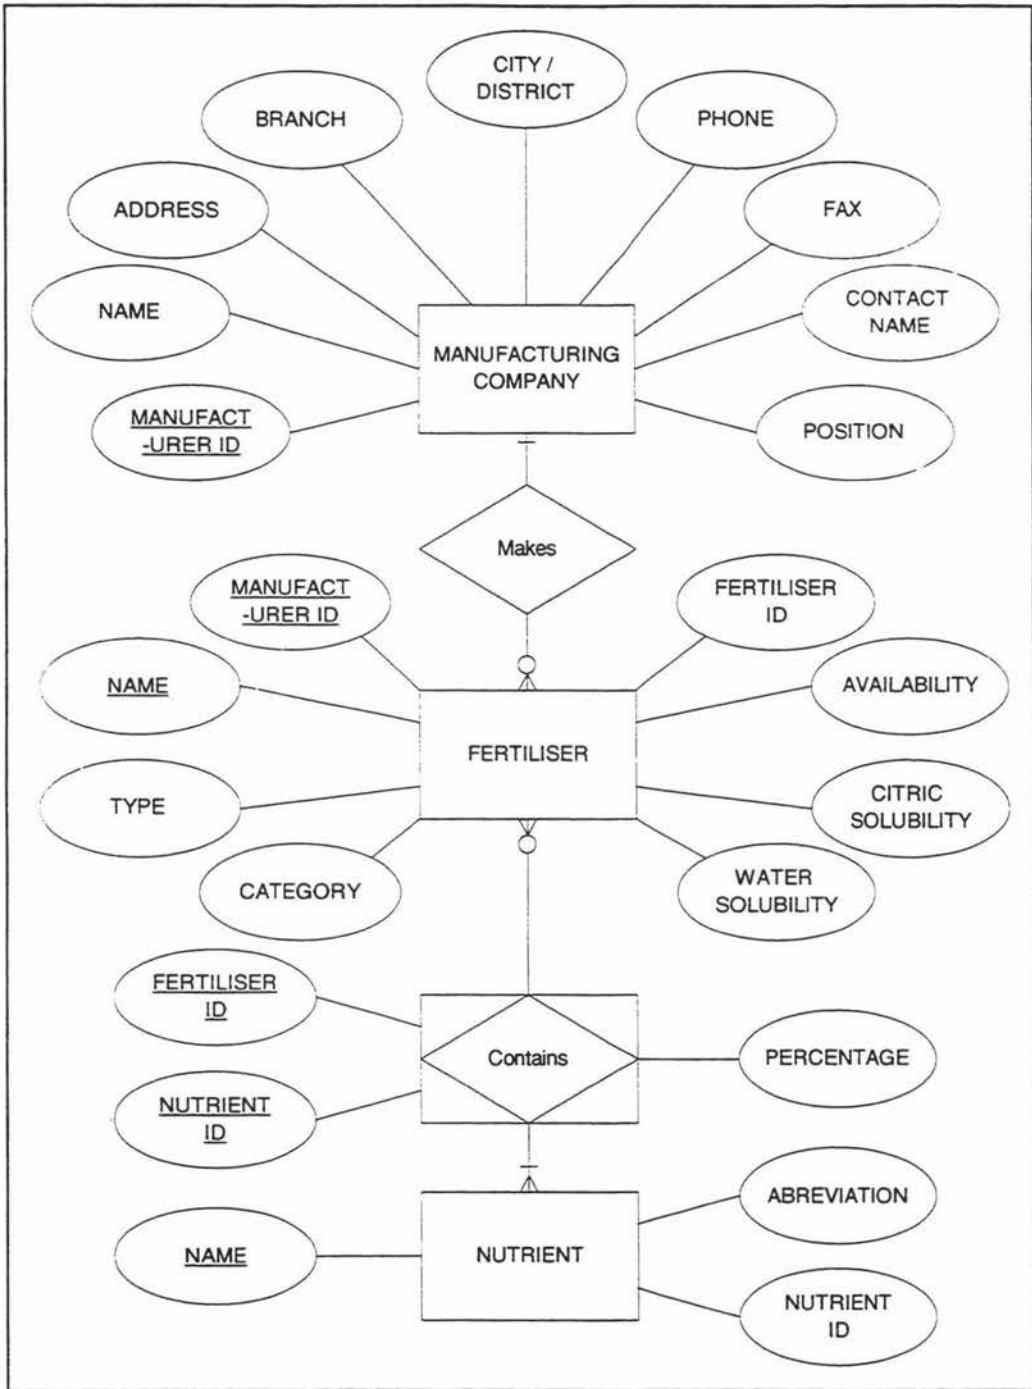 CITY /
DISTRICT
BRANCH
PHONE
ADDRESS
FAX
NAME
CONTACT
NAME
MANUFACTURING
COMPANY
MANUFACT
-URER ID
POSITION
Makes
MANUFACT
-URER ID
FERTILISER
ID
NAME
AVAILABILITY
FERTILISER
TYPE
CITRIC
SOLUBILITY
CATEGORY
WATER
SOLUBILITY
FERTILISER
ID
Contains
PERCENTAGE
NUTRIENT
ID
ABREVIATION
NAME
NUTRIENT
NUTRIENT
ID